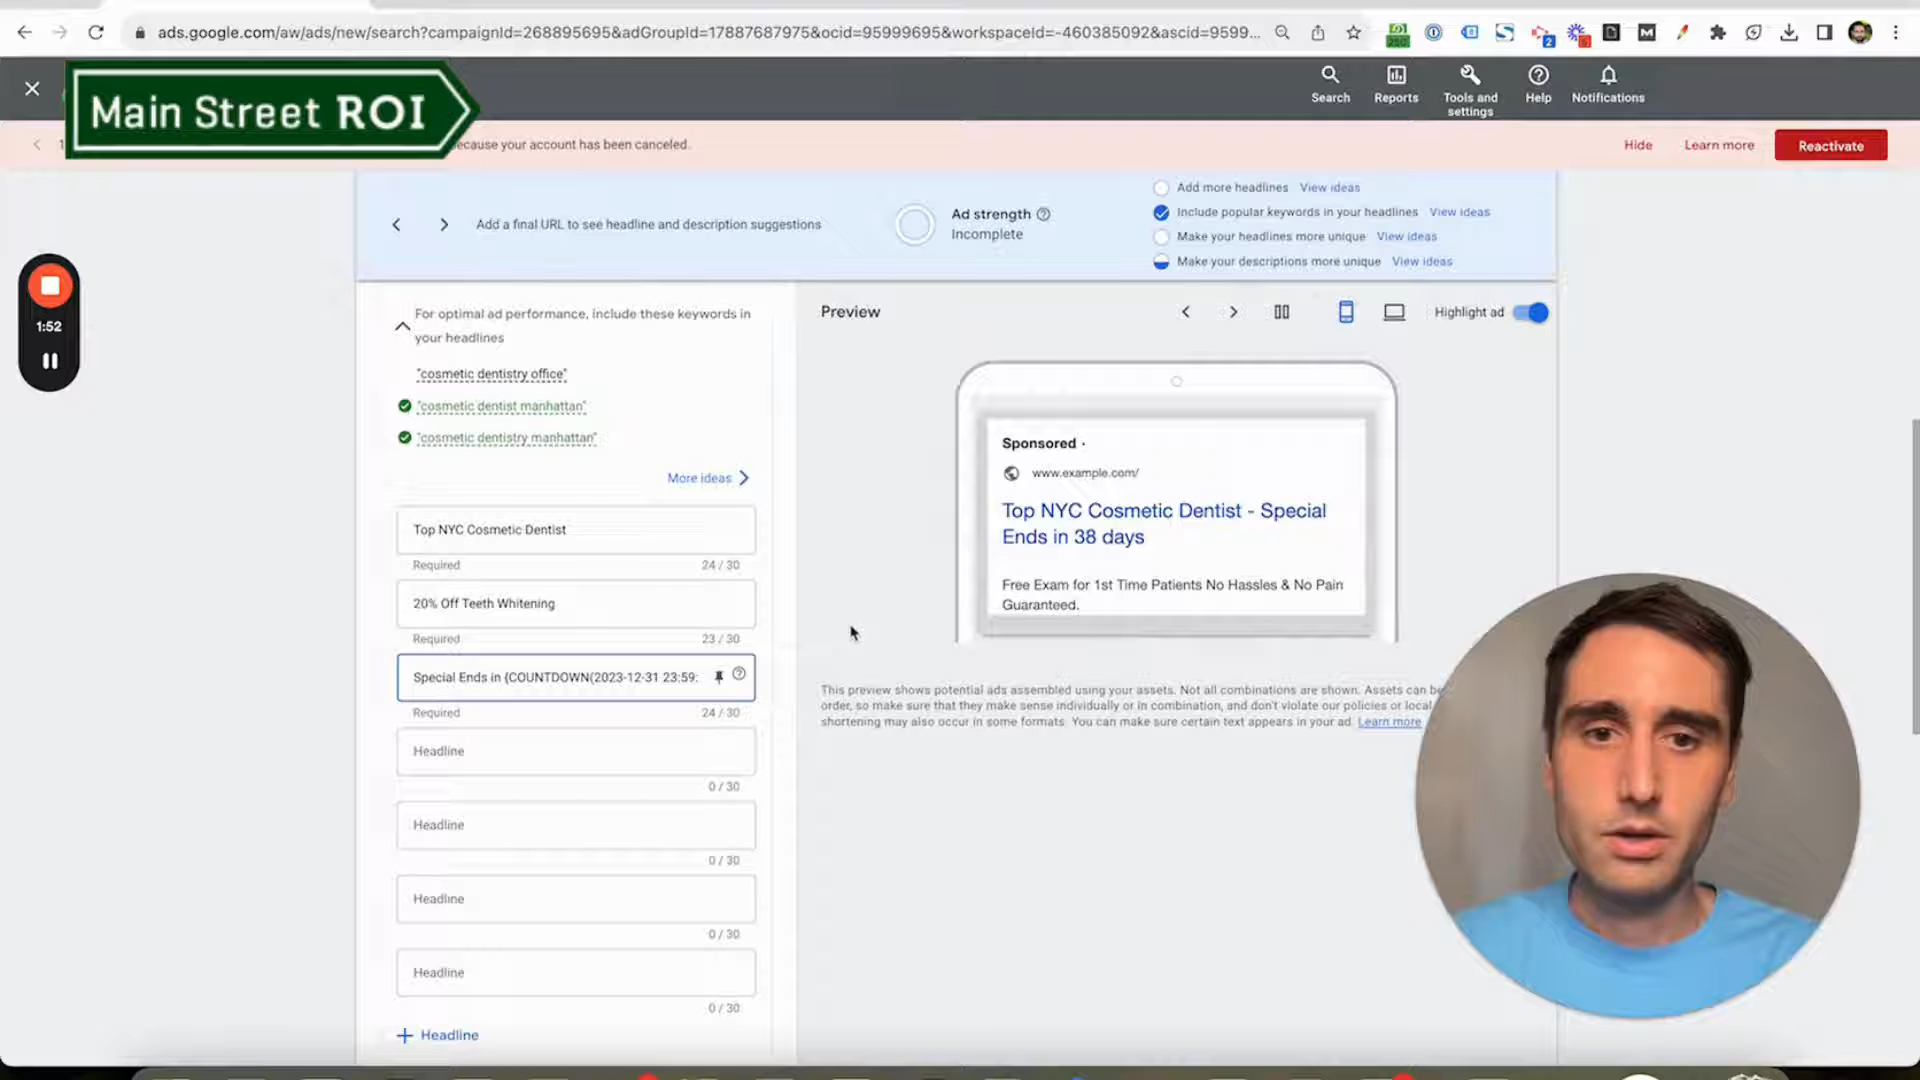 ads.google.com/aw/ads/new/search?campaignId=268895695&adGroupId=17887687975&ocid=95999695&workspaceId=-460385092&ascid=9599...
Main Street ROI
Search
Reports
Tools and
settings
Help
Notifications
because your account has been canceled.
Hide
Learn more
Reactivate
Add more headlines View ideas
Include popular keywords in your headlines View ideas
Make your headlines more unique View ideas
Make your descriptions more unique View ideas
Add a final URL to see headline and description suggestions
Ad strength
Incomplete
1:52
For optimal ad performance, include these keywords in
your headlines
"cosmetic dentistry office"
"cosmetic dentist manhattan"
"cosmetic dentistry manhattan"
More ideas
Top NYC Cosmetic Dentist
Required 24 / 30
20% Off Teeth Whitening
Required 23 / 30
Special Ends in {COUNTDOWN(2023-12-31 23:59:
Required 24 / 30
Headline
0 / 30
Headline
0 / 30
Headline
0 / 30
Headline
0 / 30
+ Headline
Preview
Highlight ad
Sponsored ·
www.example.com/
Top NYC Cosmetic Dentist - Special
Ends in 38 days
Free Exam for 1st Time Patients No Hassles & No Pain
Guaranteed.
This preview shows potential ads assembled using your assets. Not all combinations are shown. Assets can be
order, so make sure that they make sense individually or in combination, and don't violate our policies or local
shortening may also occur in some formats. You can make sure certain text appears in your ad. Learn more